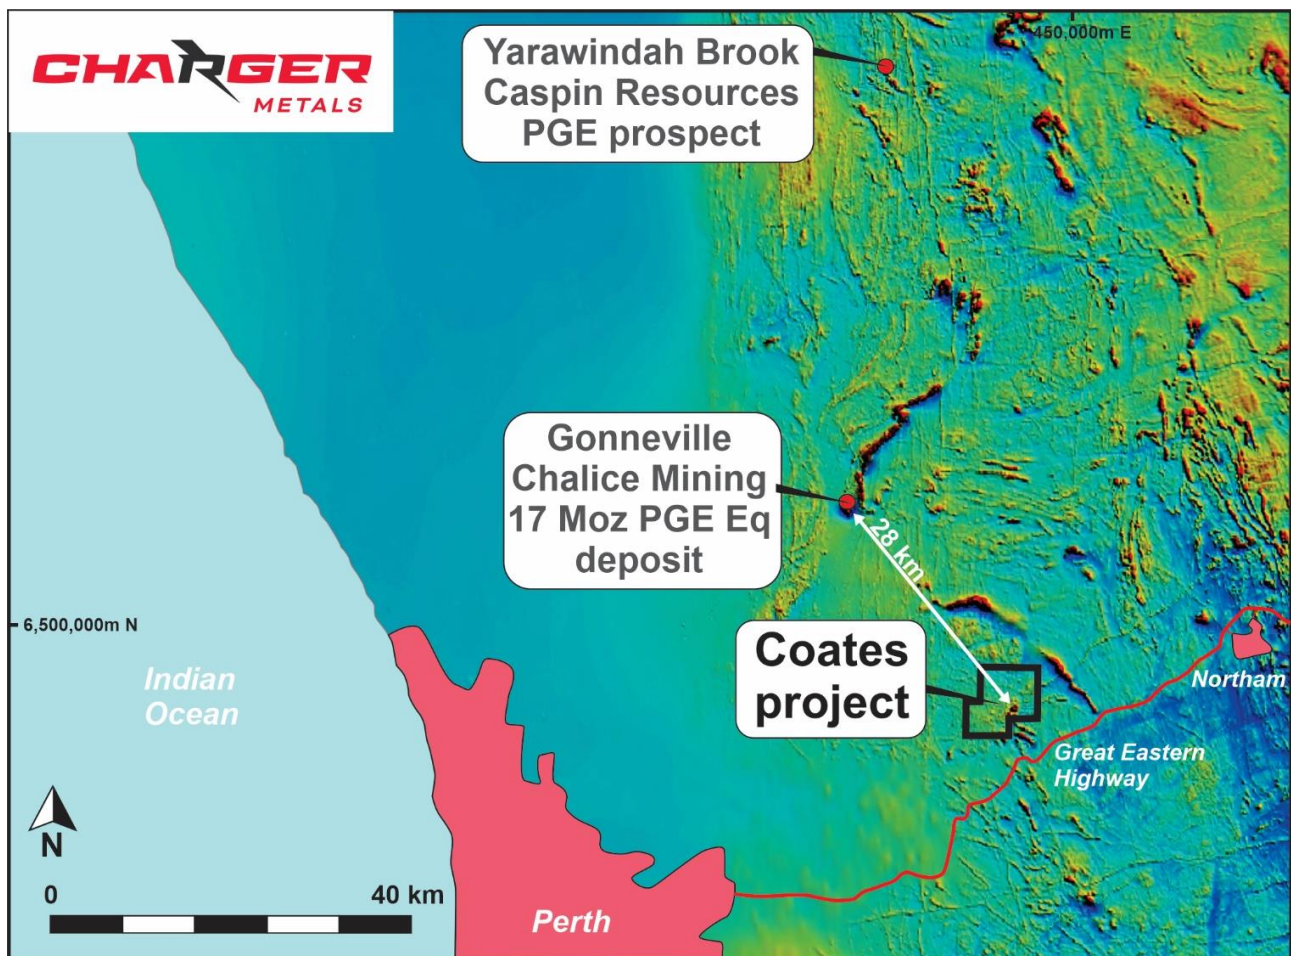 CHARGER
METALS
Yarawindah Brook
Caspin Resources
PGE prospect
450,000m E
Gonneville
Chalice Mining
17 Moz PGE Eq
deposit
28 km
6,500,000m N
Coates
project
Indian
Ocean
Northam
Great Eastern
Highway
N
0
40 km
Perth